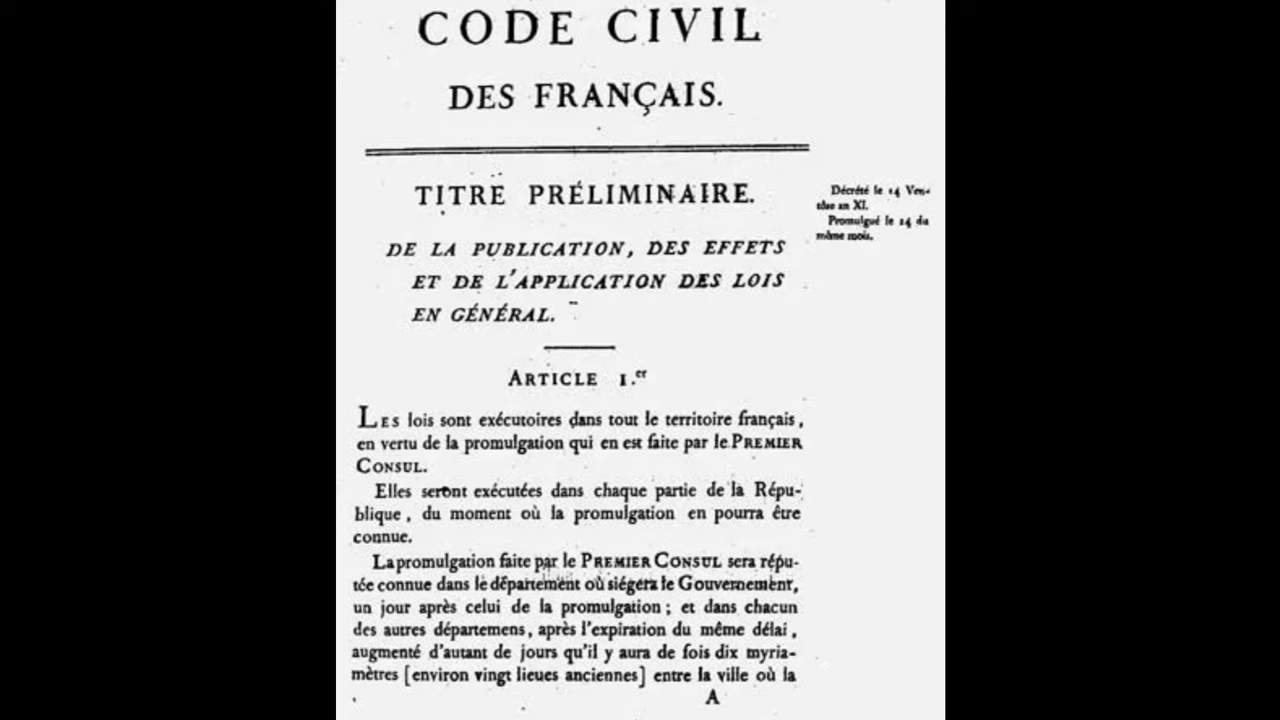 CODE CIVIL
DES FRANÇAIS.
TITRE PRÉLIMINAIRE.
Décrété le 14 Ven-
tôse an XI.
Promulgué le 24 du
même mois.
DE LA PUBLICATION, DES EFFETS
ET DE L'APPLICATION DES LOIS
EN GÉNÉRAL.
ARTICLE 1.er
LES lois sont exécutoires dans tout le territoire français,
en vertu de la promulgation qui en est faite par le PREMIER
CONSUL.
Elles seront exécutées dans chaque partie de la Répu-
blique, du moment où la promulgation en pourra être
connue.
La promulgation faite par le PREMIER CONSUL sera répu-
tée connue dans le département où siégera le Gouvernement,
un jour après celui de la promulgation ; et dans chacun
des autres départemens, après l'expiration du même délai,
augmenté d'autant de jours qu'il y aura de fois dix myria-
mètres [environ vingt lieues anciennes] entre la ville où la
A